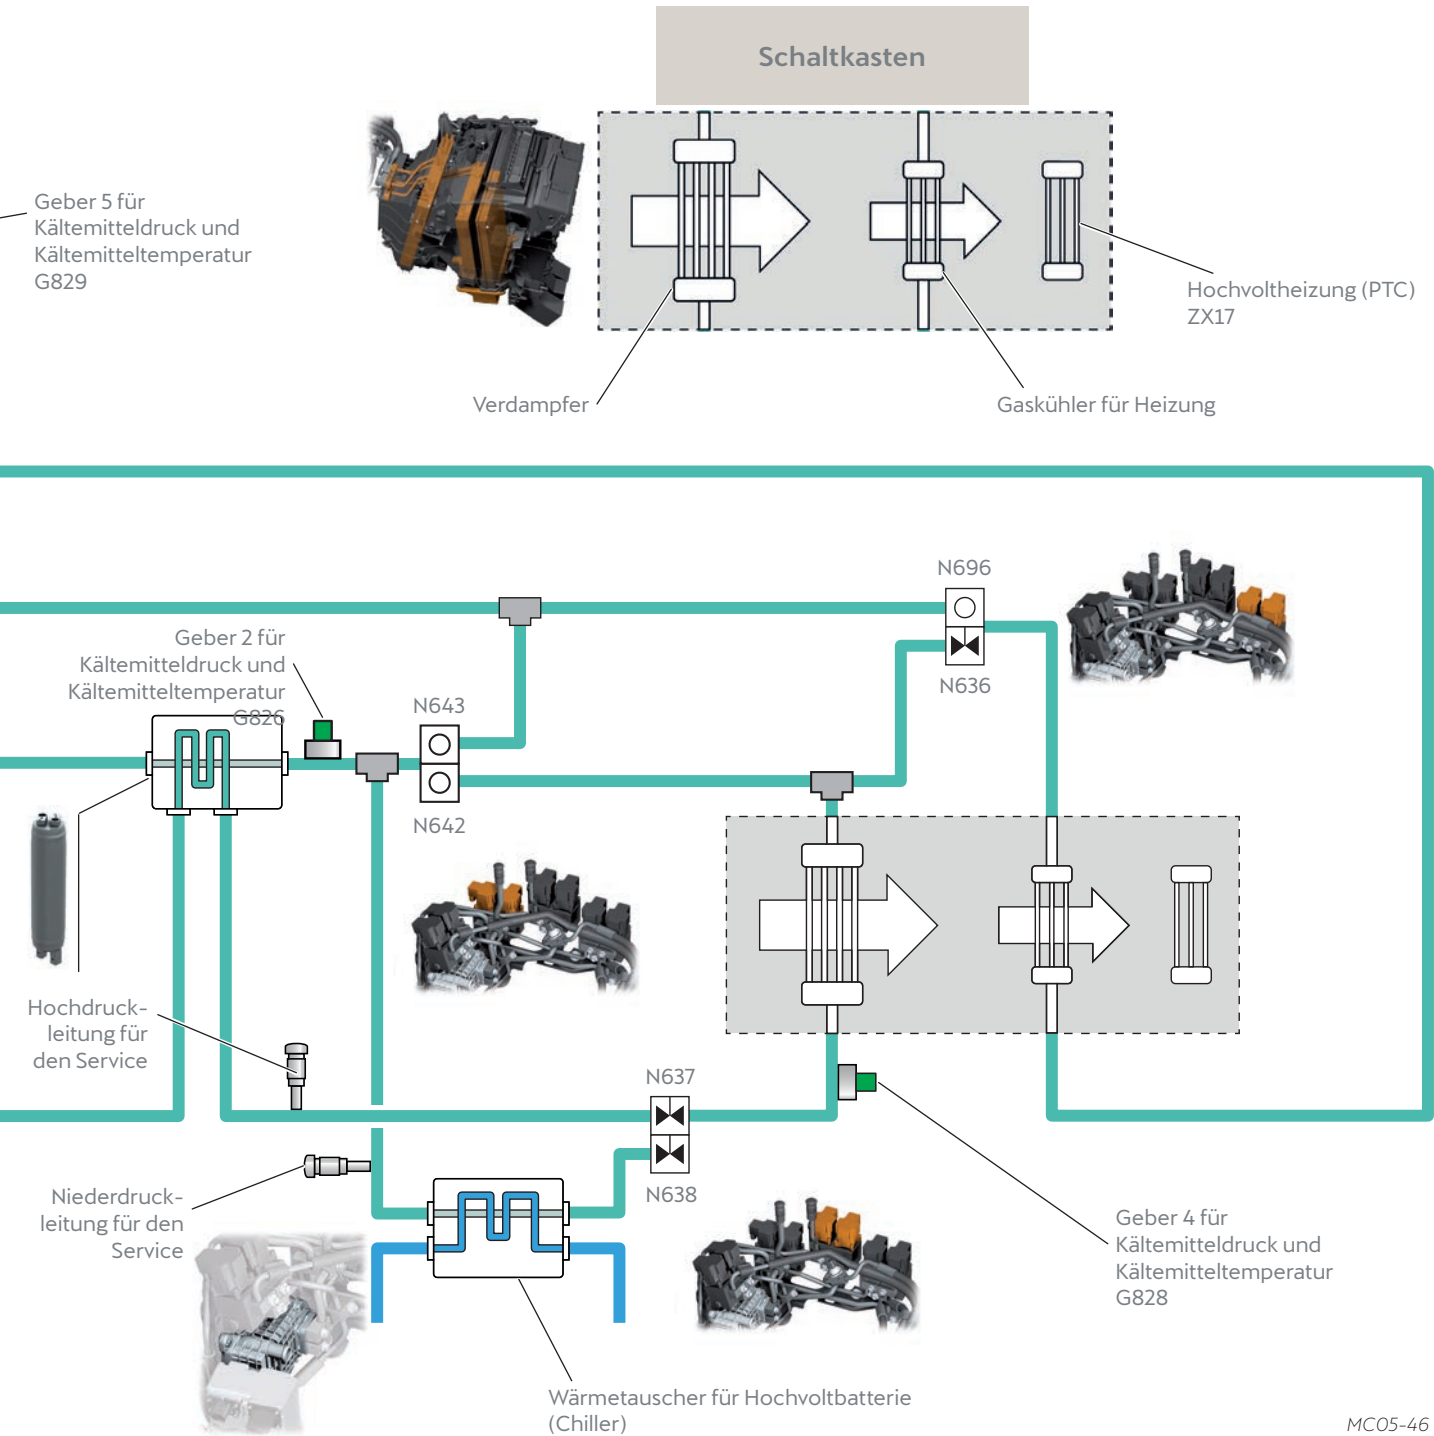 Schaltkasten
Geber 5 für
Kältemitteldruck und
Kältemitteltemperatur
G829
Hochvoltheizung (PTC)
ZX17
Verdampfer
Gaskühler für Heizung
N696
N636
Geber 2 für
Kältemitteldruck und
Kältemitteltemperatur
G826
N643
N642
Hochdruck-
leitung für
den Service
N637
N638
Niederdruck-
leitung für den
Service
Geber 4 für
Kältemitteldruck und
Kältemitteltemperatur
G828
Wärmetauscher für Hochvoltbatterie
(Chiller)
MC05-46